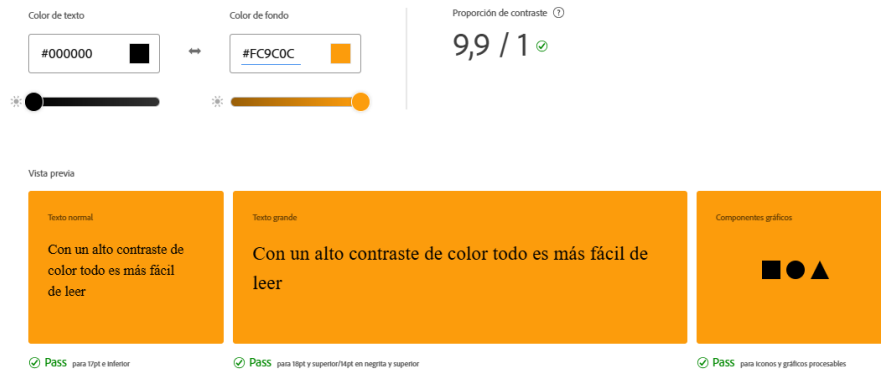 Color de texto
Color de fondo
Proporción de contraste ?
#000000
#FC9C0C
9,9 / 1
Vista previa
Texto normal
Con un alto contraste de
color todo es más fácil
de leer
Texto grande
Con un alto contraste de color todo es más fácil de
leer
Componentes gráficos
Pass para 17pt e inferior
Pass para 18pt y superior/14pt en negrita y superior
Pass para iconos y gráficos procesables